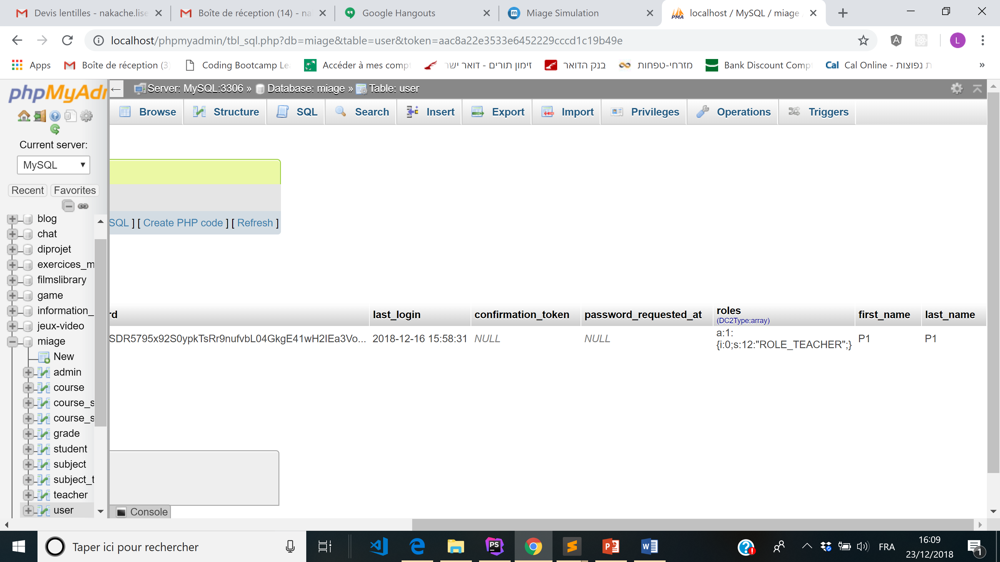 Devis lentilles - nakache.lise
Boîte de réception (14) - na
Google Hangouts
Miage Simulation
localhost / MySQL / miage
localhost/phpmyadmin/tbl_sql.php?db=miage&table=user&token=aac8a22e3533e6452229cccd1c19b49e
L
Apps
Boîte de réception (3)
Coding Bootcamp Le
Accéder à mes compt
זימון תורים - דואר ישר
בנק הדואר
מזרחי-טפחות
Bank Discount Comp
Cal
Cal Online - ת נפוצות
»
phpMyAdr
Server: MySQL:3306 » Database: miage » Table: user
Browse
Structure
SQL
Search
Insert
Export
Import
Privileges
Operations
Triggers
Current server:
MySQL
Recent
Favorites
blog
chat
diprojet
exercices_m
filmslibrary
game
information_
jeux-video
miage
New
admin
course
course_s
course_s
grade
student
subject
subject_t
teacher
user
SQL ] [ Create PHP code ] [ Refresh ]
rd
last_login
confirmation_token
password_requested_at
roles
(DC2Type:array)
first_name
last_name
SDR5795x92S0ypkTsRr9nufvbL04GkgE41wH2IEa3Vo...
2018-12-16 15:58:31
NULL
NULL
a:1:
{i:0;s:12:"ROLE_TEACHER";}
P1
P1
Console
Taper ici pour rechercher
FRA
16:09
23/12/2018
1